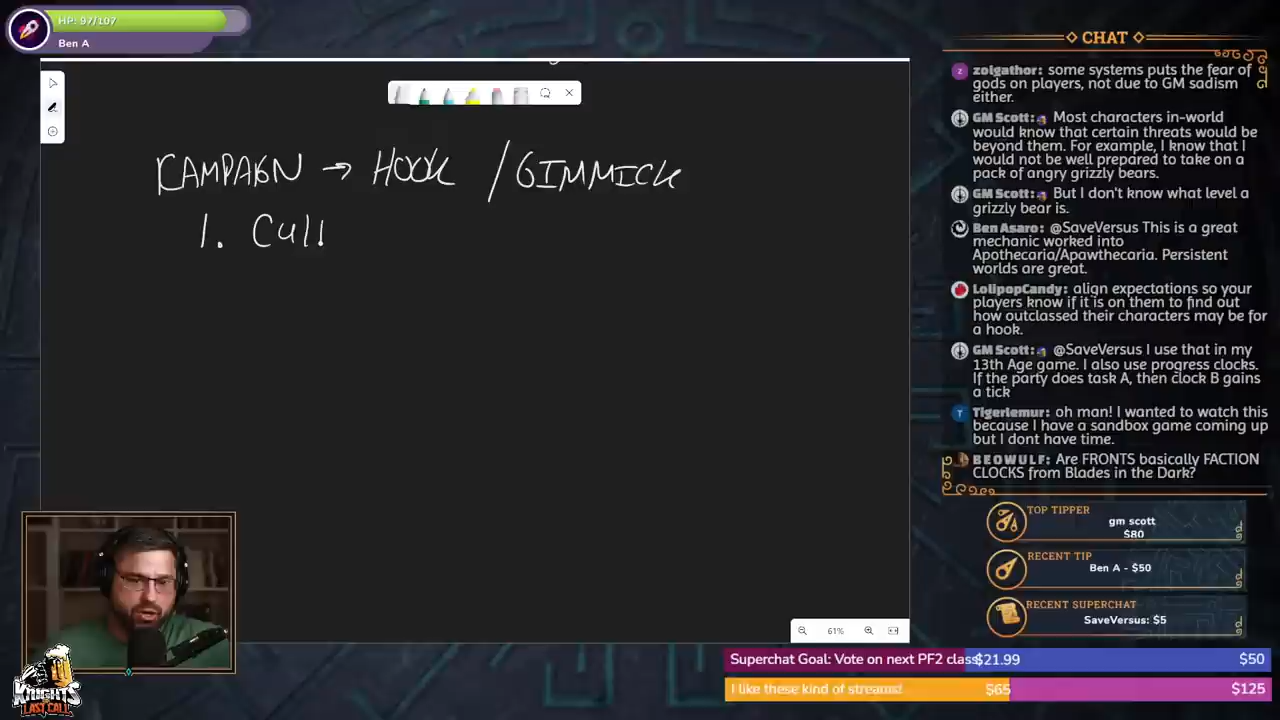 HP: 97/107
Ben A
CAMPAIGN → HOOK / GIMMICK
1. Cul
61%
CHAT
zolgathor: some systems puts the fear of
gods on players, not due to GM sadism
either.
GM Scott: Most characters in-world
would know that certain threats would be
beyond them. For example, I know that I
would not be well prepared to take on a
pack of angry grizzly bears.
GM Scott: But I don't know what level a
grizzly bear is.
Ben Asaro: @SaveVersus This is a great
mechanic worked into
Apothecaria/Apawthecaria. Persistent
worlds are great.
LolipopCandy: align expectations so your
players know if it is on them to find out
how outclassed their characters may be for
a hook.
GM Scott: @SaveVersus I use that in my
13th Age game. I also use progress clocks.
If the party does task A, then clock B gains
a tick
Tigerlemur: oh man! I wanted to watch this
because I have a sandbox game coming up
but I dont have time.
BEOWULF: Are FRONTS basically FACTION
CLOCKS from Blades in the Dark?
TOP TIPPER
gm scott
$80
RECENT TIP
Ben A - $50
RECENT SUPERCHAT
SaveVersus: $5
Superchat Goal: Vote on next PF2 class $21.99 $50
I like these kind of streams! $65 $125
KNIGHTS
OF LAST CALL